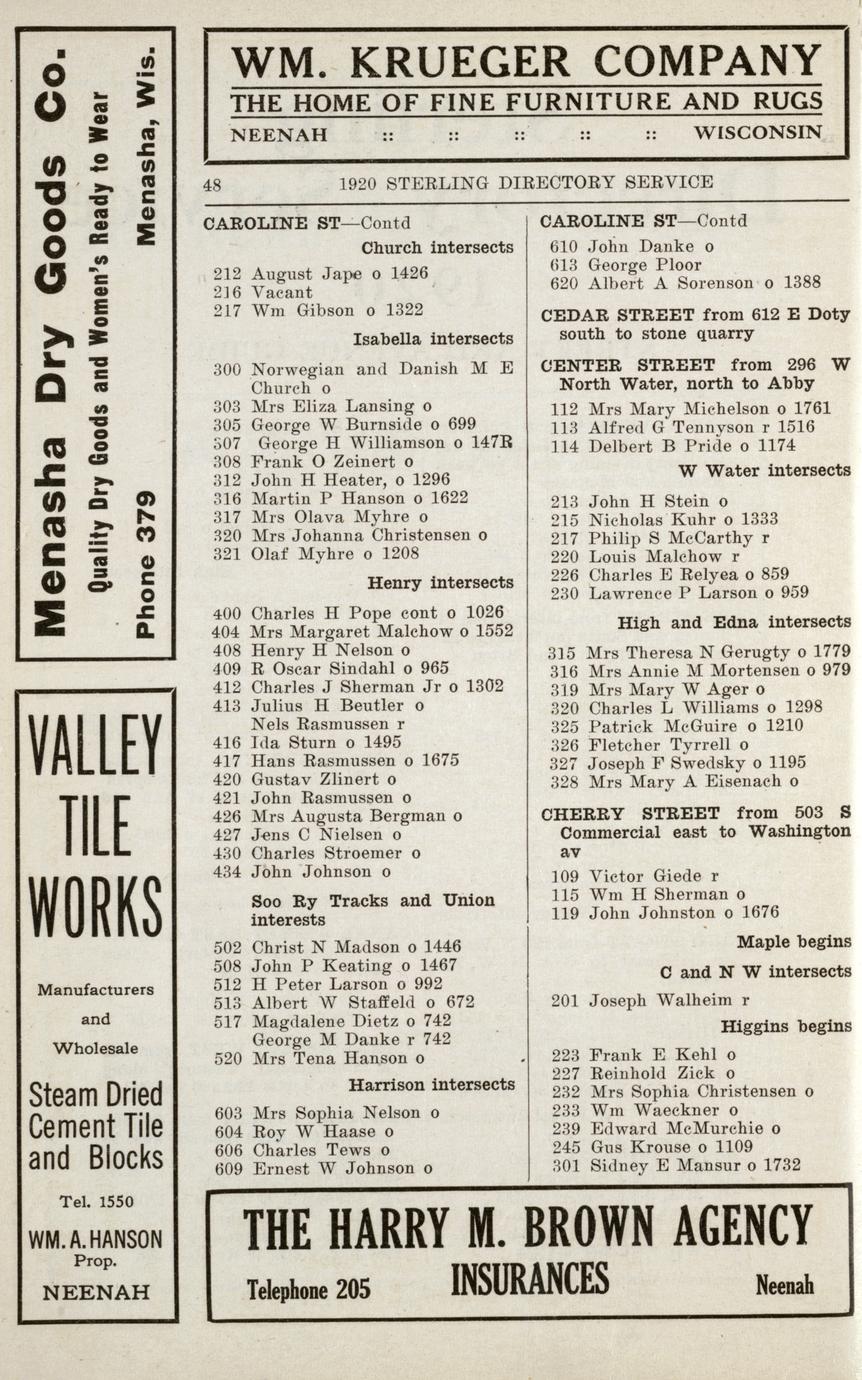 WM. KRUEGER COMPANY
THE HOME OF FINE FURNITURE AND RUGS
NEENAH :: :: :: :: :: WISCONSIN
Menasha Dry Goods Co.
Quality Dry Goods and Women's Ready to Wear
Phone 379 Menasha, Wis.
VALLEY
TILE
WORKS
Manufacturers
and
Wholesale
Steam Dried
Cement Tile
and Blocks
Tel. 1550
WM. A. HANSON
Prop.
NEENAH
48 1920 STERLING DIRECTORY SERVICE
CAROLINE ST—Contd
Church intersects
212 August Jape o 1426
216 Vacant
217 Wm Gibson o 1322
Isabella intersects
300 Norwegian and Danish M E
Church o
303 Mrs Eliza Lansing o
305 George W Burnside o 699
307 George H Williamson o 147R
308 Frank O Zeinert o
312 John H Heater, o 1296
316 Martin P Hanson o 1622
317 Mrs Olava Myhre o
320 Mrs Johanna Christensen o
321 Olaf Myhre o 1208
Henry intersects
400 Charles H Pope cont o 1026
404 Mrs Margaret Malchow o 1552
408 Henry H Nelson o
409 R Oscar Sindahl o 965
412 Charles J Sherman Jr o 1302
413 Julius H Beutler o
Nels Rasmussen r
416 Ida Sturn o 1495
417 Hans Rasmussen o 1675
420 Gustav Zlinert o
421 John Rasmussen o
426 Mrs Augusta Bergman o
427 Jens C Nielsen o
430 Charles Stroemer o
434 John Johnson o
Soo Ry Tracks and Union
interests
502 Christ N Madson o 1446
508 John P Keating o 1467
512 H Peter Larson o 992
513 Albert W Staffeld o 672
517 Magdalene Dietz o 742
George M Danke r 742
520 Mrs Tena Hanson o
Harrison intersects
603 Mrs Sophia Nelson o
604 Roy W Haase o
606 Charles Tews o
609 Ernest W Johnson o
CAROLINE ST—Contd
610 John Danke o
613 George Ploor
620 Albert A Sorenson o 1388
CEDAR STREET from 612 E Doty
south to stone quarry
CENTER STREET from 296 W
North Water, north to Abby
112 Mrs Mary Michelson o 1761
113 Alfred G Tennyson r 1516
114 Delbert B Pride o 1174
W Water intersects
213 John H Stein o
215 Nicholas Kuhr o 1333
217 Philip S McCarthy r
220 Louis Malchow r
226 Charles E Relyea o 859
230 Lawrence P Larson o 959
High and Edna intersects
315 Mrs Theresa N Gerugty o 1779
316 Mrs Annie M Mortensen o 979
319 Mrs Mary W Ager o
320 Charles L Williams o 1298
325 Patrick McGuire o 1210
326 Fletcher Tyrrell o
327 Joseph F Swedsky o 1195
328 Mrs Mary A Eisenach o
CHERRY STREET from 503 S
Commercial east to Washington
av
109 Victor Giede r
115 Wm H Sherman o
119 John Johnston o 1676
Maple begins
C and N W intersects
201 Joseph Walheim r
Higgins begins
223 Frank E Kehl o
227 Reinhold Zick o
232 Mrs Sophia Christensen o
233 Wm Waeckner o
239 Edward McMurchie o
245 Gus Krouse o 1109
301 Sidney E Mansur o 1732
THE HARRY M. BROWN AGENCY
Telephone 205 INSURANCES Neenah